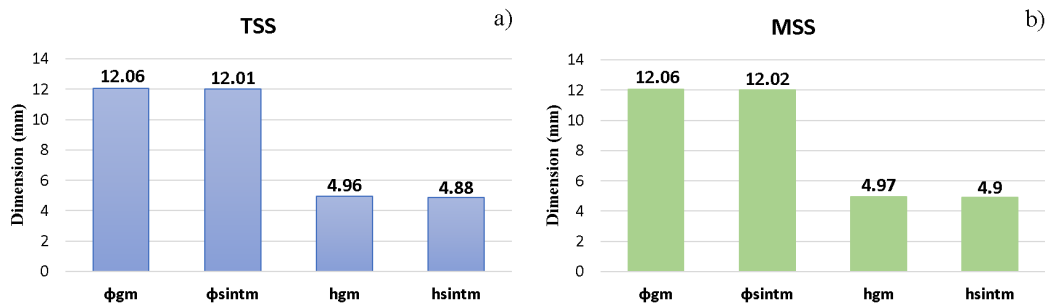 TSS
a)
Dimension (mm)
14
12
10
8
6
4
2
0
12.06
12.01
4.96
4.88
ϕgm
ϕsintm
hgm
hsintm
MSS
b)
Dimension (mm)
14
12
10
8
6
4
2
0
12.06
12.02
4.97
4.9
ϕgm
ϕsintm
hgm
hsintm